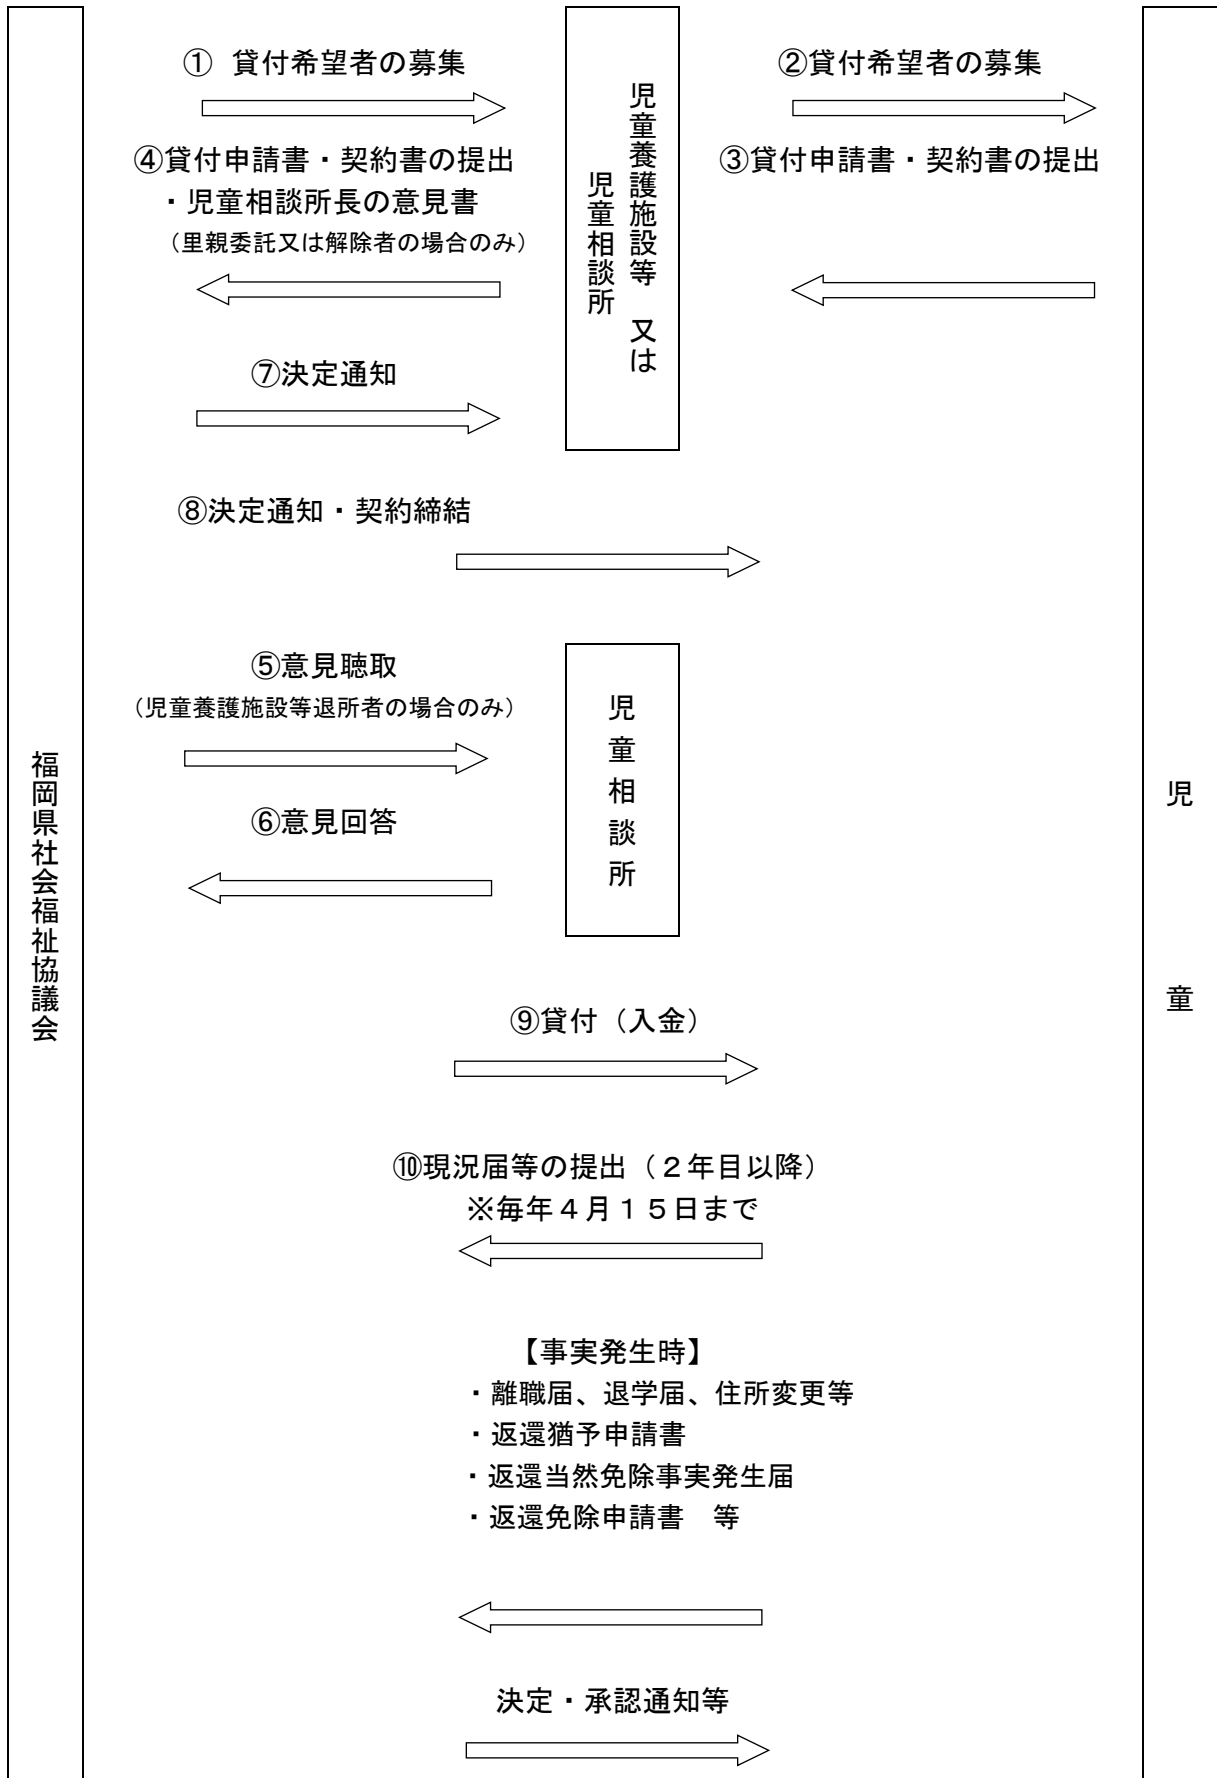 ① 貸付希望者の募集
②貸付希望者の募集
④貸付申請書・契約書の提出
・児童相談所長の意見書
（里親委託又は解除者の場合のみ）
③貸付申請書・契約書の提出
児童養護施設等　又は
児童相談所
⑦決定通知
⑧決定通知・契約締結
⑤意見聴取
（児童養護施設等退所者の場合のみ）
⑥意見回答
児童相談所
福岡県社会福祉協議会
児童
⑨貸付（入金）
⑩現況届等の提出（２年目以降）
※毎年４月１５日まで
【事実発生時】
・離職届、退学届、住所変更等
・返還猶予申請書
・返還当然免除事実発生届
・返還免除申請書　等
決定・承認通知等